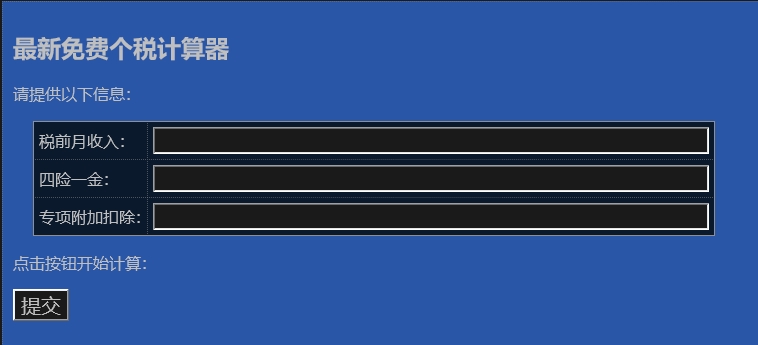 最新免费个税计算器
请提供以下信息：
税前月收入：
四险一金：
专项附加扣除：
点击按钮开始计算：
提交